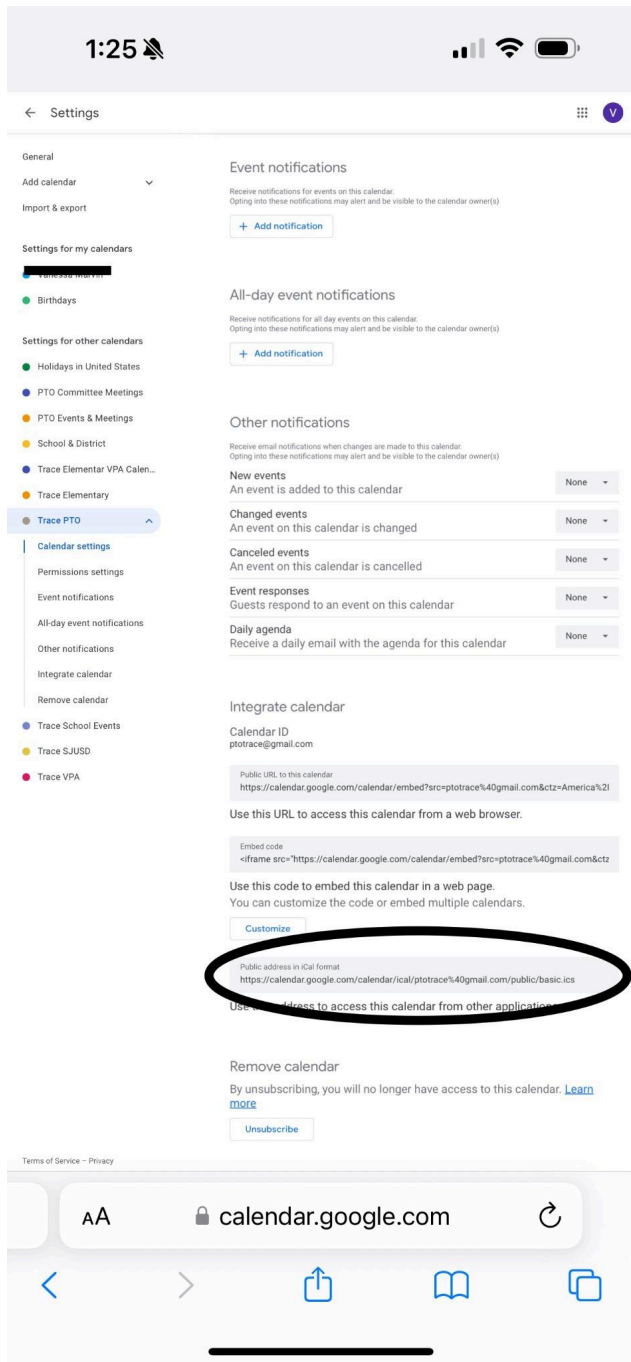 1:25
← Settings
V
General
Add calendar
Import & export
Settings for my calendars
Birthdays
Settings for other calendars
Holidays in United States
PTO Committee Meetings
PTO Events & Meetings
School & District
Trace Elementar VPA Calen...
Trace Elementary
Trace PTO
Calendar settings
Permissions settings
Event notifications
All-day event notifications
Other notifications
Integrate calendar
Remove calendar
Trace School Events
Trace SJUSD
Trace VPA
Event notifications
Receive notifications for events on this calendar.
Opting into these notifications may alert and be visible to the calendar owner(s)
+ Add notification
All-day event notifications
Receive notifications for all day events on this calendar.
Opting into these notifications may alert and be visible to the calendar owner(s)
+ Add notification
Other notifications
Receive email notifications when changes are made to this calendar.
Opting into these notifications may alert and be visible to the calendar owner(s)
New events
An event is added to this calendar
None
Changed events
An event on this calendar is changed
None
Canceled events
An event on this calendar is cancelled
None
Event responses
Guests respond to an event on this calendar
None
Daily agenda
Receive a daily email with the agenda for this calendar
None
Integrate calendar
Calendar ID
ptotrace@gmail.com
Public URL to this calendar
https://calendar.google.com/calendar/embed?src=ptotrace%40gmail.com&ctz=America%2
Use this URL to access this calendar from a web browser.
Embed code
<iframe src="https://calendar.google.com/calendar/embed?src=ptotrace%40gmail.com&ctz
Use this code to embed this calendar in a web page.
You can customize the code or embed multiple calendars.
Customize
Public address in iCal format
https://calendar.google.com/calendar/ical/ptotrace%40gmail.com/public/basic.ics
Use address to access this calendar from other
Remove calendar
By unsubscribing, you will no longer have access to this calendar. Learn
more
Unsubscribe
Terms of Service – Privacy
AA
calendar.google.com